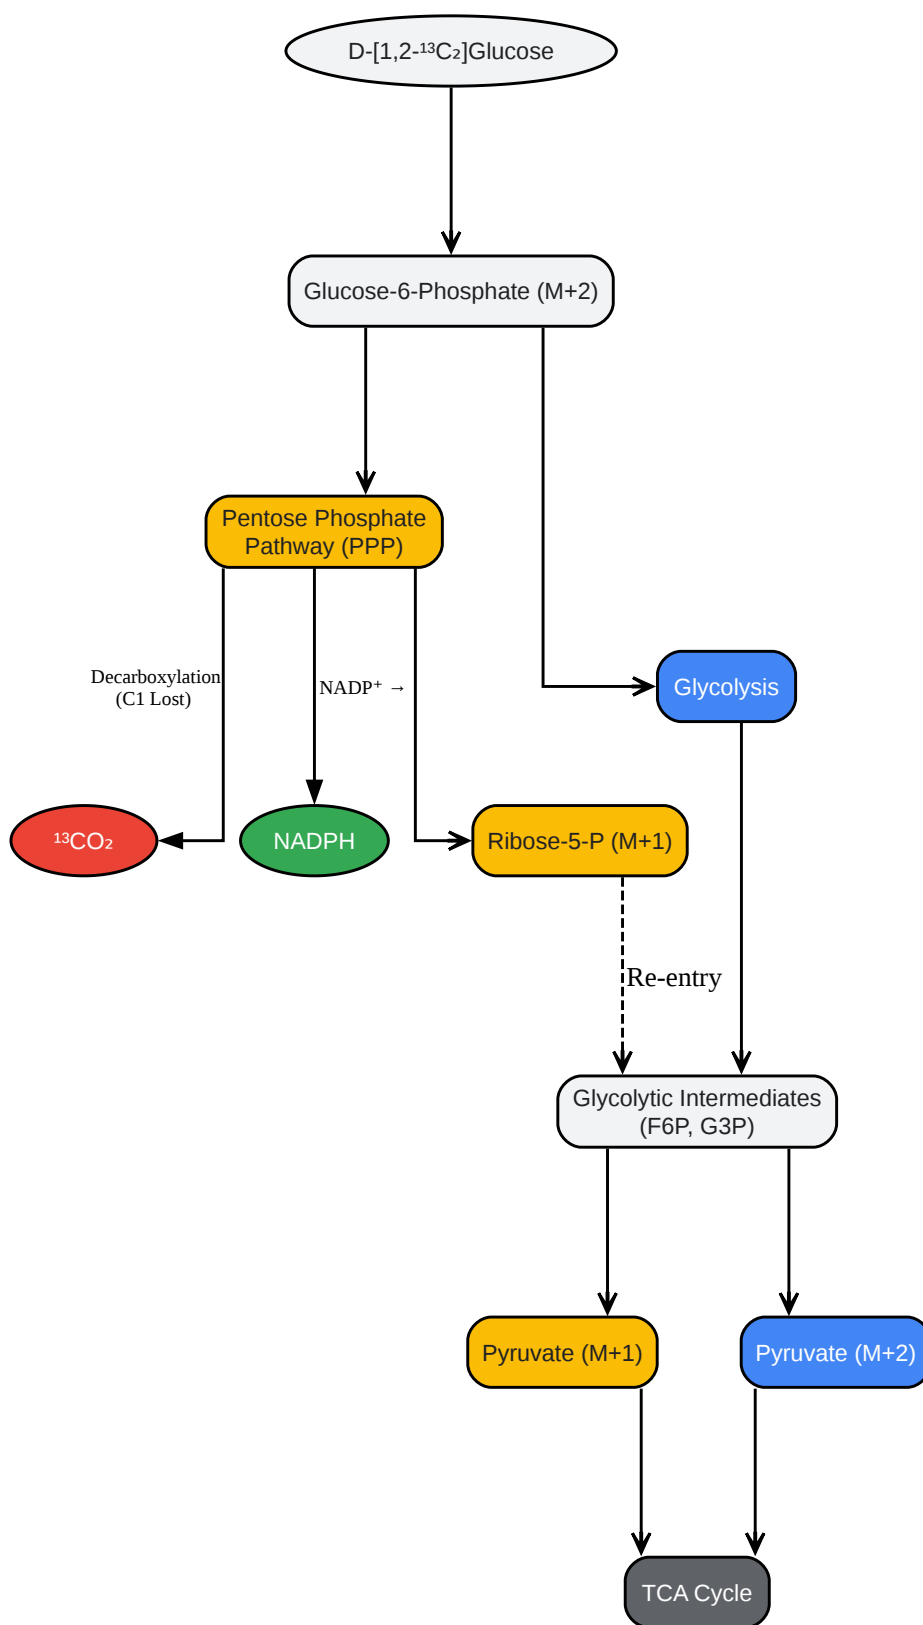 D-[1,2-¹³C₂]Glucose
Glucose-6-Phosphate (M+2)
Pentose Phosphate
Pathway (PPP)
Decarboxylation
(C1 Lost)
NADP⁺ →
Glycolysis
¹³CO₂
NADPH
Ribose-5-P (M+1)
Re-entry
Glycolytic Intermediates
(F6P, G3P)
Pyruvate (M+1)
Pyruvate (M+2)
TCA Cycle